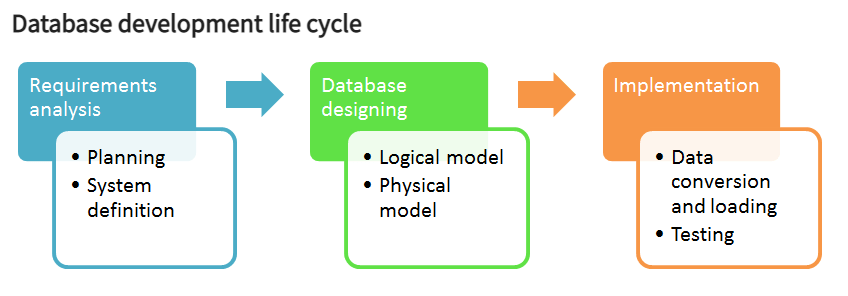 Database development life cycle
Requirements
analysis
• Planning
• System
definition
Database
designing
• Logical model
• Physical
model
Implementation
• Data
conversion
and loading
• Testing